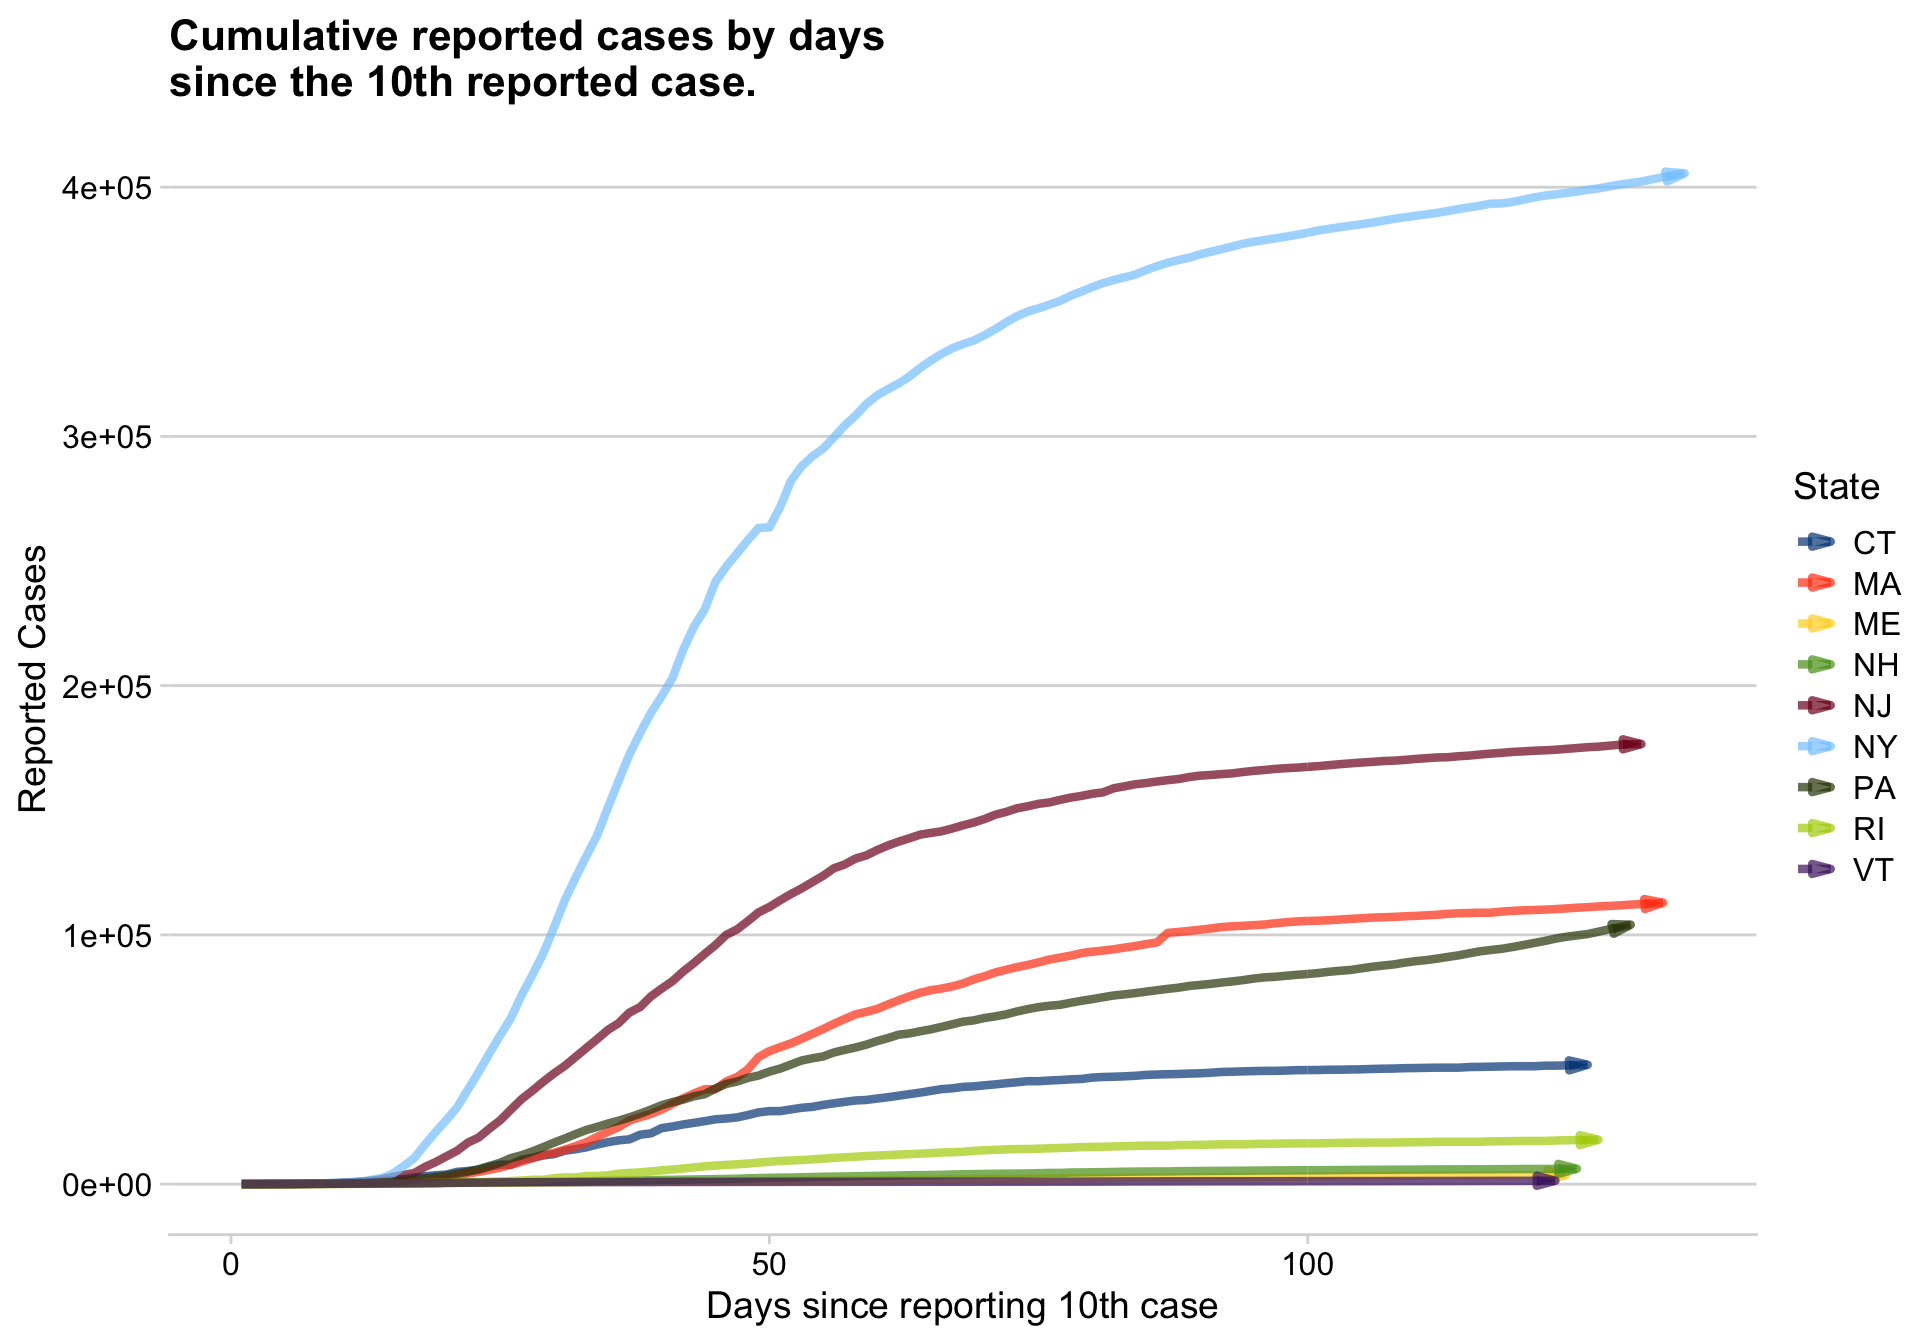 Cumulative reported cases by days
since the 10th reported case.
4e+05
3e+05
2e+05
1e+05
0e+00
Reported Cases
0
50
100
Days since reporting 10th case
State
CT
MA
ME
NH
NJ
NY
PA
RI
VT